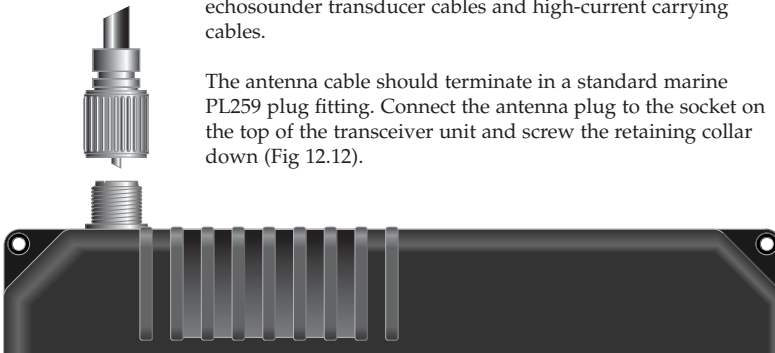 echosounder transducer cables and high-current carrying
cables.
The antenna cable should terminate in a standard marine
PL259 plug fitting. Connect the antenna plug to the socket on
the top of the transceiver unit and screw the retaining collar
down (Fig 12.12).